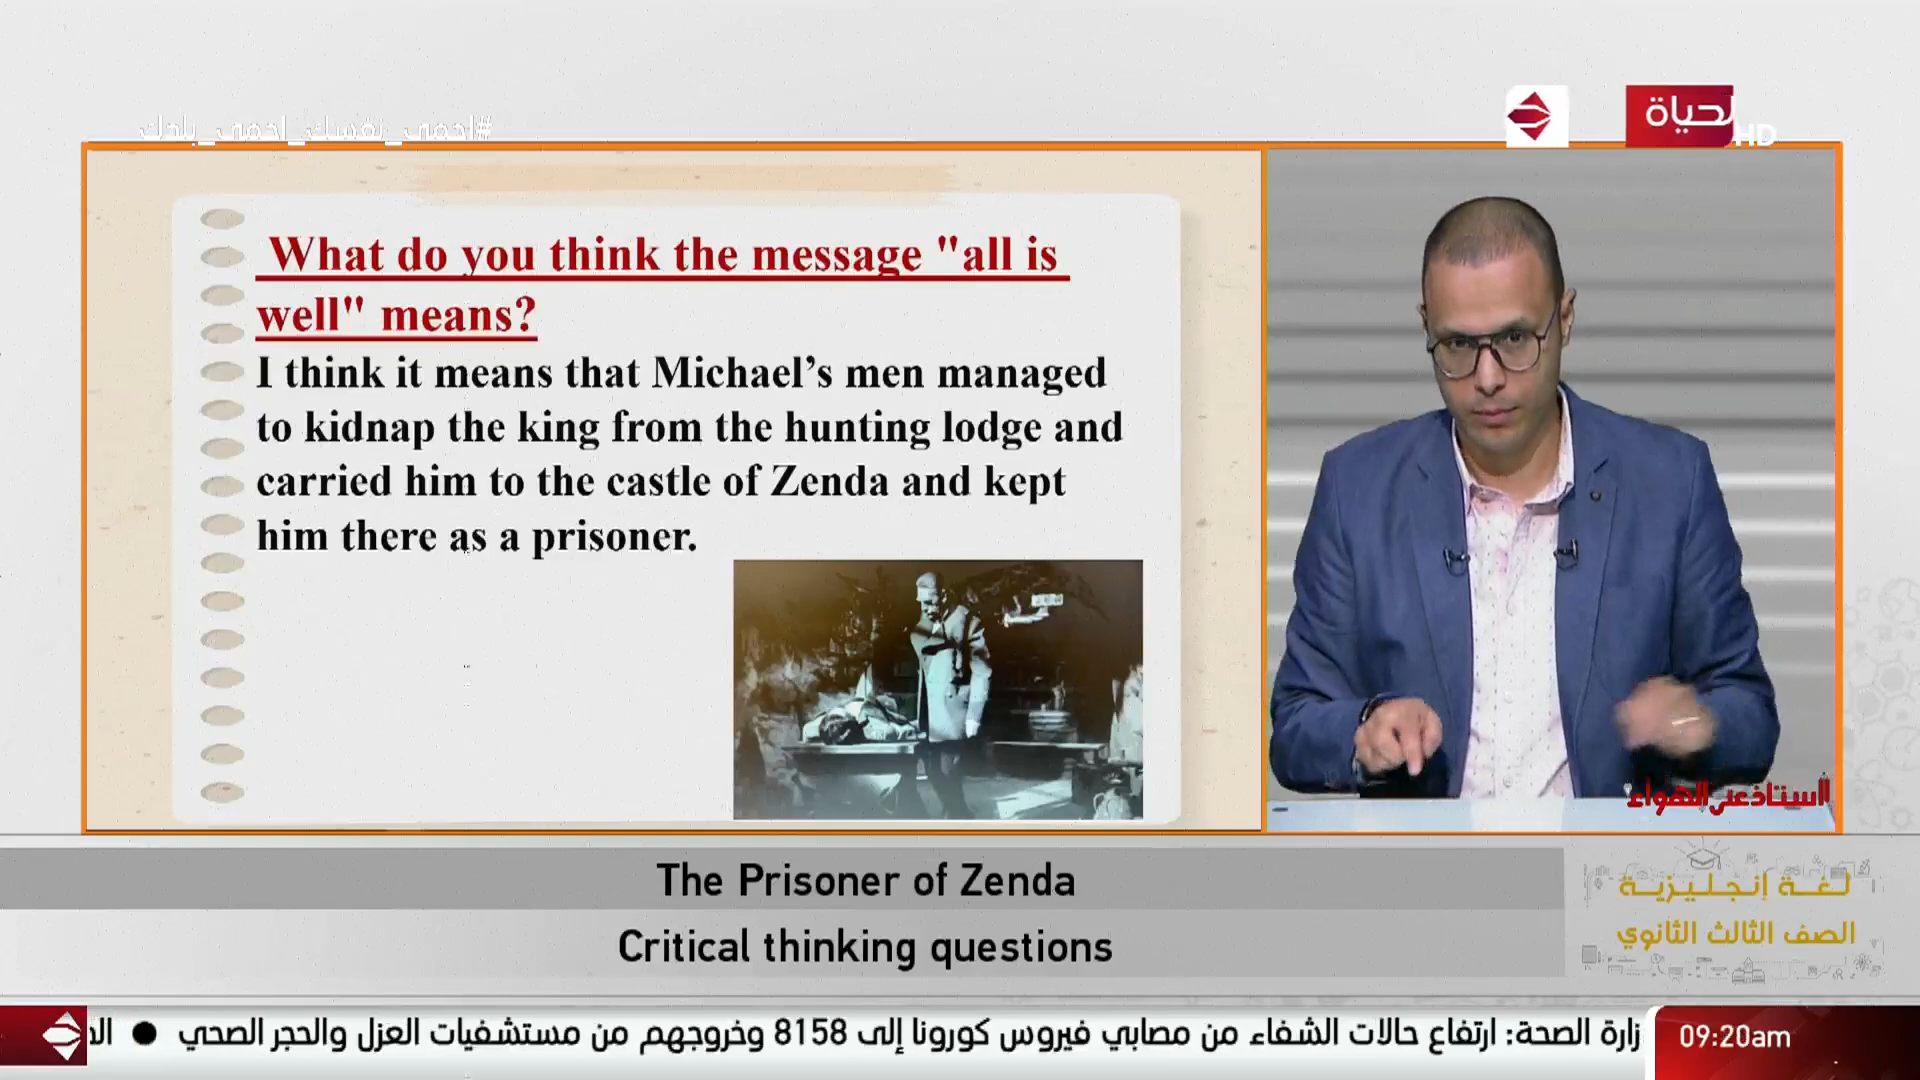 #احمي_نفسك_احمي_بلدك
الحياة
HD
What do you think the message "all is
well" means?
I think it means that Michael’s men managed
to kidnap the king from the hunting lodge and
carried him to the castle of Zenda and kept
him there as a prisoner.
أستاذ على الهواء
The Prisoner of Zenda
Critical thinking questions
لغة إنجليزية
الصف الثالث الثانوي
زارة الصحة: ارتفاع حالات الشفاء من مصابي فيروس كورونا إلى 8158 وخروجهم من مستشفيات العزل والحجر الصحي ● الا
09:20am